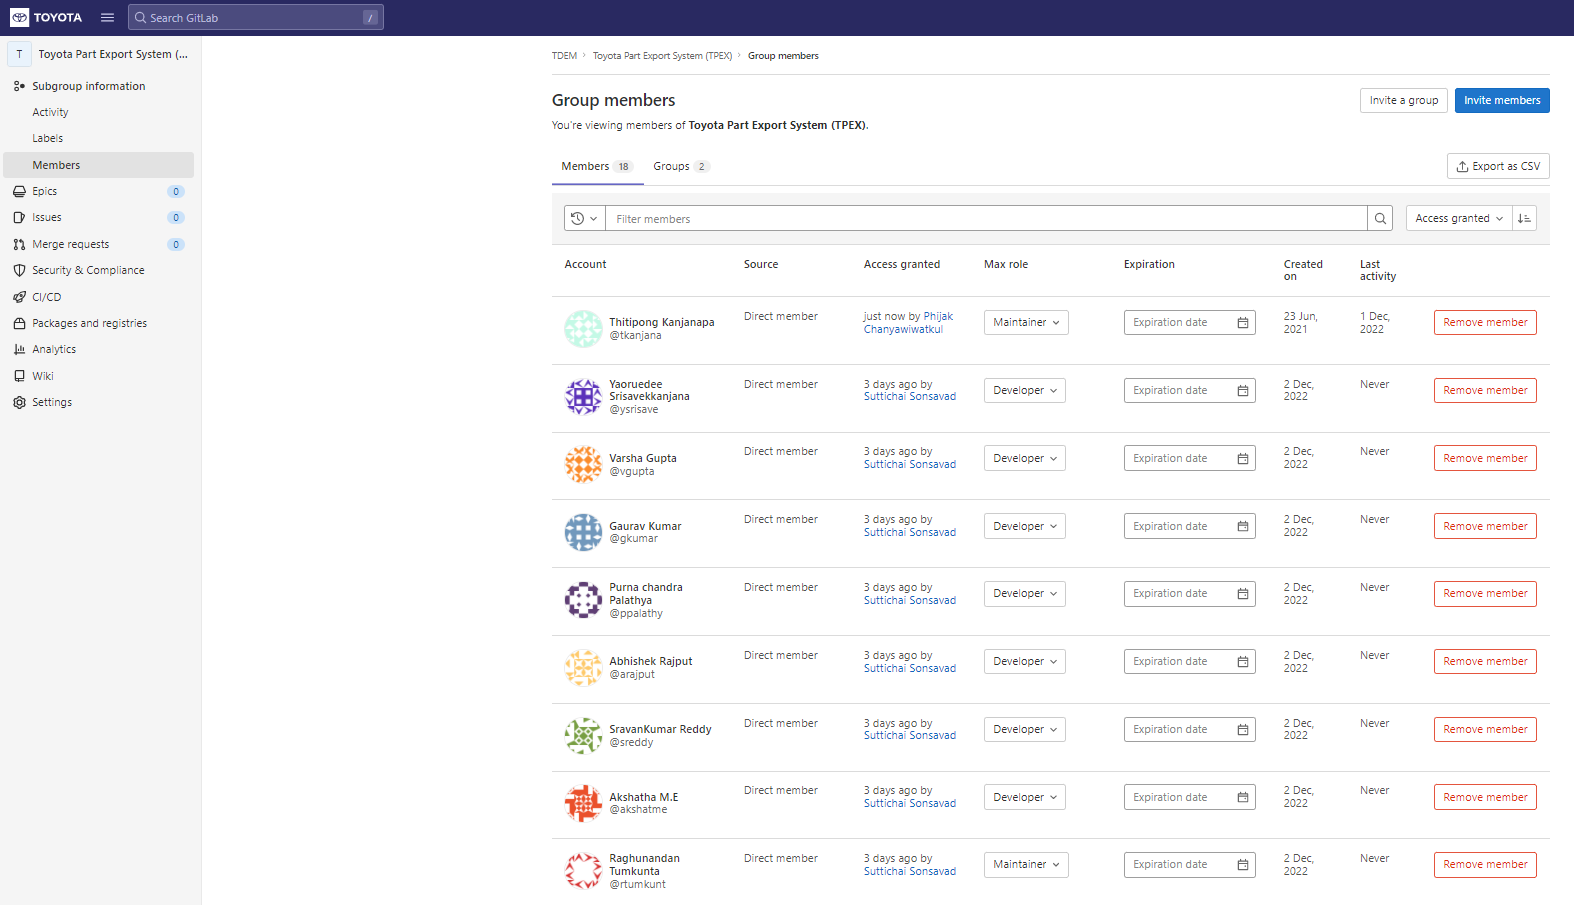 TOYOTA
Search GitLab
/
T
Toyota Part Export System (...
Subgroup information
Activity
Labels
Members
Epics
0
Issues
0
Merge requests
0
Security & Compliance
CI/CD
Packages and registries
Analytics
Wiki
Settings
TDEM
Toyota Part Export System (TPEX)
Group members
Group members
Invite a group
Invite members
You're viewing members of Toyota Part Export System (TPEX).
Members 18
Groups 2
Export as CSV
Filter members
Access granted
Account
Source
Access granted
Max role
Expiration
Created
on
Last
activity
Thitipong Kanjanapa
@tkanjana
Direct member
just now by Phijak
Chanyawiwatkul
Maintainer
Expiration date
23 Jun,
2021
1 Dec,
2022
Remove member
Yaoruedee
Srisavekkanjana
@ysrisave
Direct member
3 days ago by
Suttichai Sonsavad
Developer
Expiration date
2 Dec,
2022
Never
Remove member
Varsha Gupta
@vgupta
Direct member
3 days ago by
Suttichai Sonsavad
Developer
Expiration date
2 Dec,
2022
Never
Remove member
Gaurav Kumar
@gkumar
Direct member
3 days ago by
Suttichai Sonsavad
Developer
Expiration date
2 Dec,
2022
Never
Remove member
Purna chandra
Palathya
@ppalathy
Direct member
3 days ago by
Suttichai Sonsavad
Developer
Expiration date
2 Dec,
2022
Never
Remove member
Abhishek Rajput
@arajput
Direct member
3 days ago by
Suttichai Sonsavad
Developer
Expiration date
2 Dec,
2022
Never
Remove member
SravanKumar Reddy
@sreddy
Direct member
3 days ago by
Suttichai Sonsavad
Developer
Expiration date
2 Dec,
2022
Never
Remove member
Akshatha M.E
@akshatme
Direct member
3 days ago by
Suttichai Sonsavad
Developer
Expiration date
2 Dec,
2022
Never
Remove member
Raghunandan
Tumkunta
@rtumkunt
Direct member
3 days ago by
Suttichai Sonsavad
Maintainer
Expiration date
2 Dec,
2022
Never
Remove member